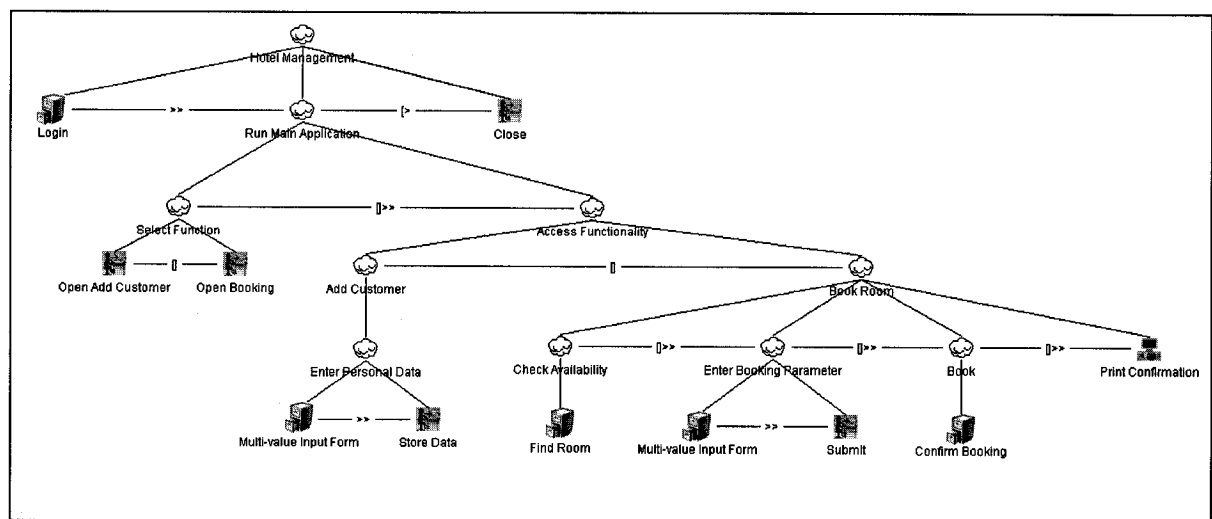 Hotel Management
Login >> Run Main Application [> Close
Select Function []>> Access Functionality
Open Add Customer [] Open Booking Add Customer [] Book Room
Enter Personal Data Check Availability []>> Enter Booking Parameter []>> Book []>> Print Confirmation
Multi-value Input Form >> Store Data Find Room Multi-value Input Form >> Submit Confirm Booking